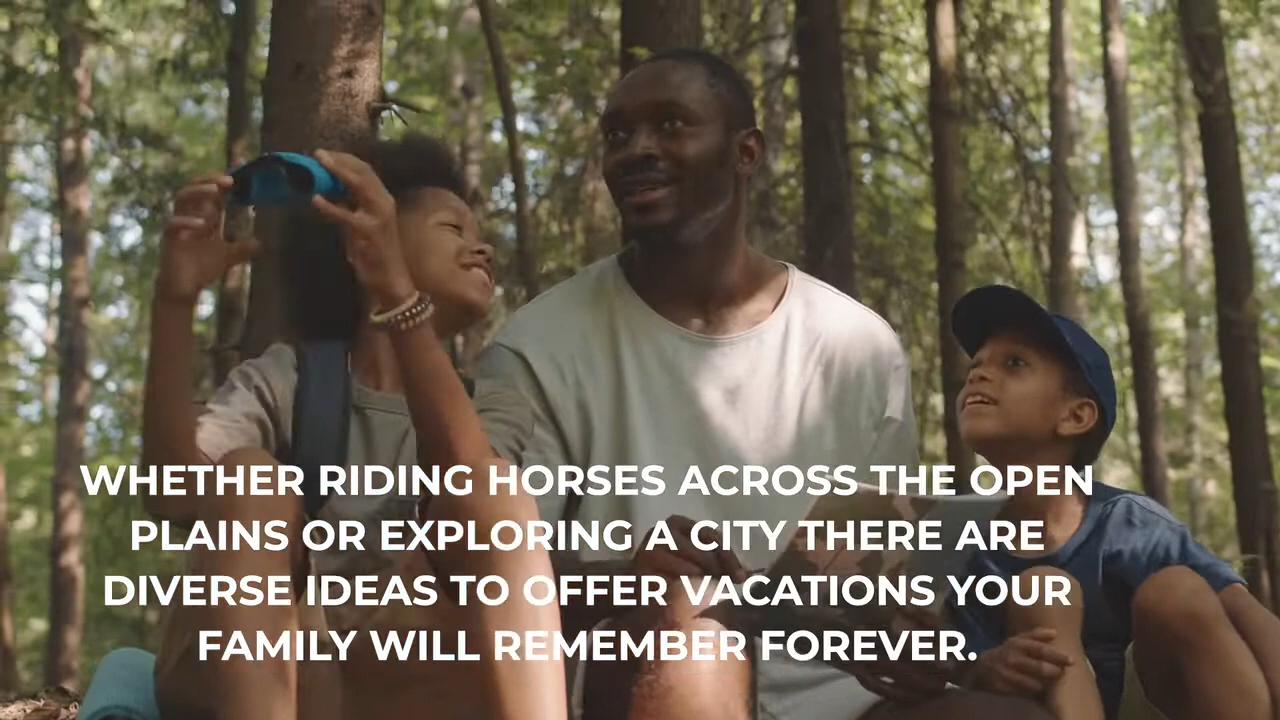 WHETHER RIDING HORSES ACROSS THE OPEN
PLAINS OR EXPLORING A CITY THERE ARE
DIVERSE IDEAS TO OFFER VACATIONS YOUR
FAMILY WILL REMEMBER FOREVER.